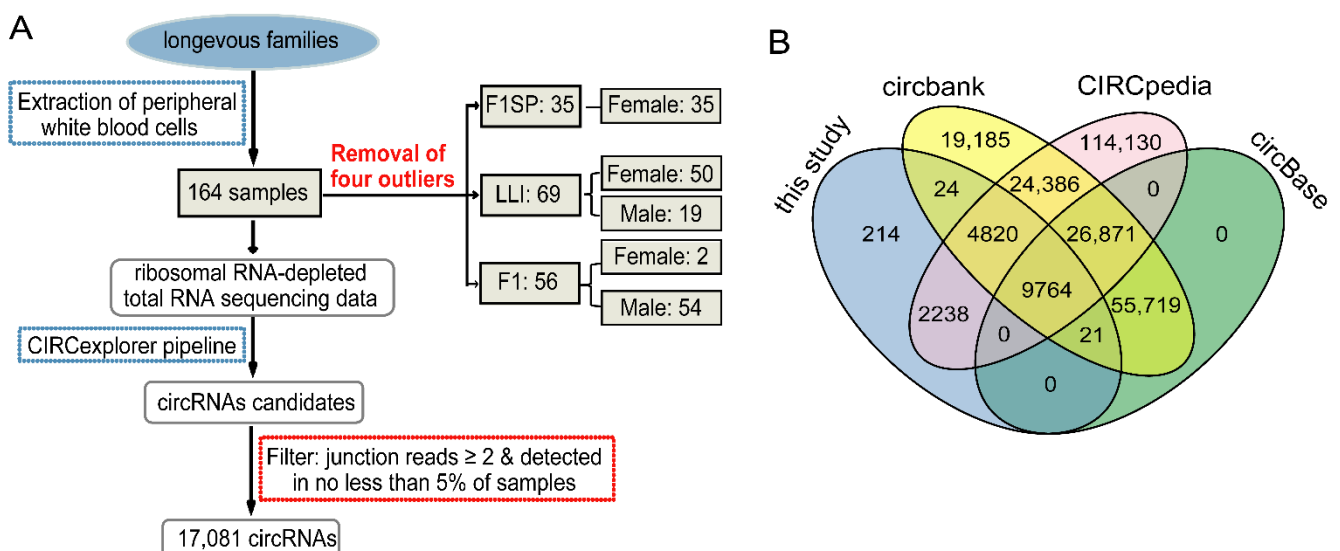 A
longevous families
Extraction of peripheral
white blood cells
164 samples
Removal of
four outliers
F1SP: 35
Female: 35
LLI: 69
Female: 50
Male: 19
F1: 56
Female: 2
Male: 54
ribosomal RNA-depleted
total RNA sequencing data
CIRCexplorer pipeline
circRNAs candidates
Filter: junction reads ≥ 2 & detected
in no less than 5% of samples
17,081 circRNAs
B
this study
circbank
CIRCpedia
circBase
19,185
114,130
24
24,386
0
214
4820
26,871
0
2238
9764
55,719
0
21
0